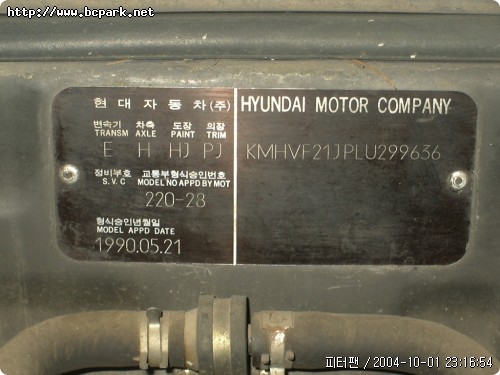 http://www.bcpark.net
현대자동차(주) HYUNDAI MOTOR COMPANY
변속기 차축 도장 의장
TRANSM AXLE PAINT TRIM
E H HJ PJ KMHVF21JPLU299636
정비부호 교통부형식승인번호
S.V.C MODEL NO APPD BY MOT
220-28
형식승인년월일
MODEL APPD DATE
1990.05.21
피터팬 / 2004-10-01 23:16:54